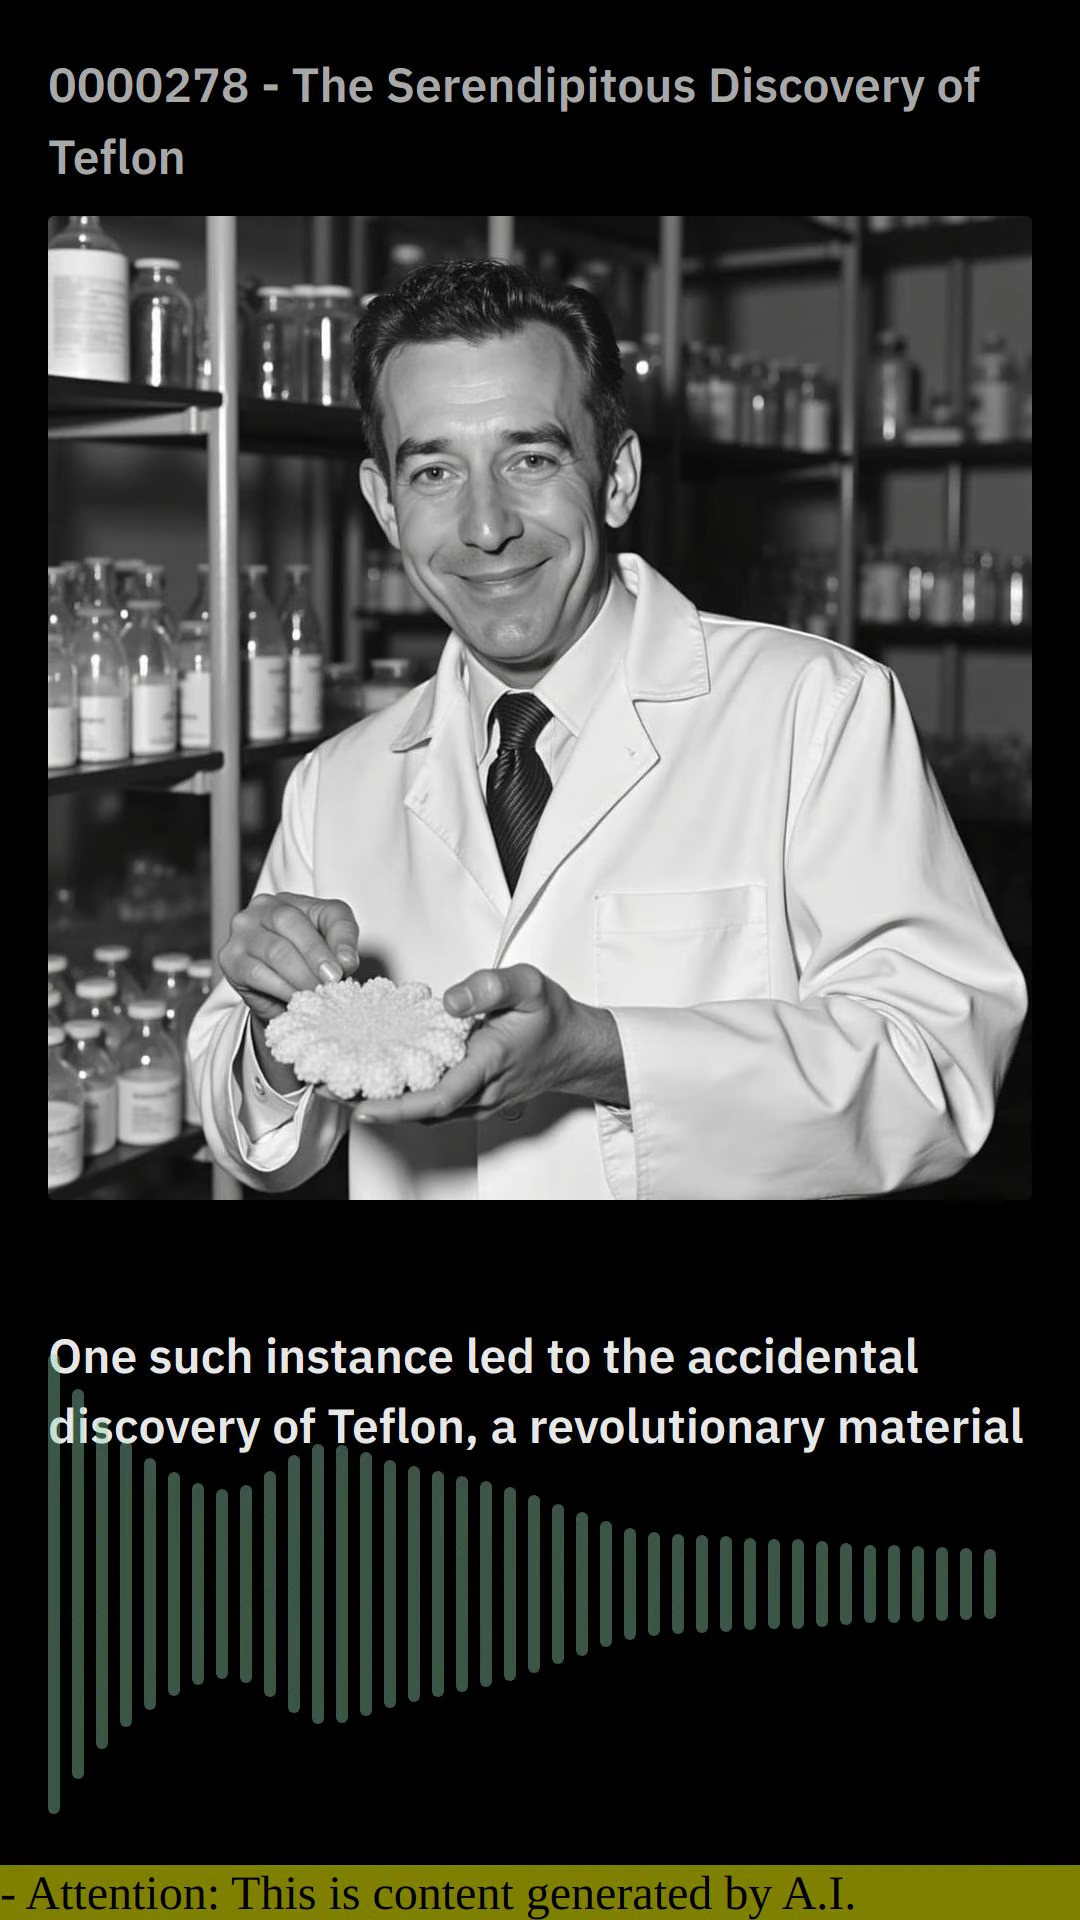 0000278 - The Serendipitous Discovery of
Teflon
One such instance led to the accidental
discovery of Teflon, a revolutionary material
- Attention: This is content generated by A.I.